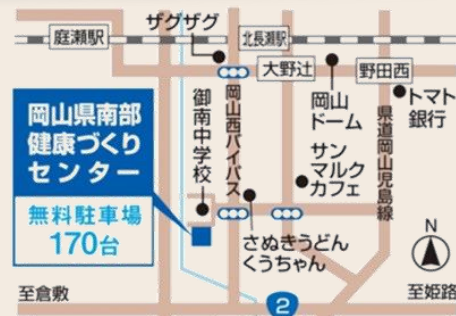 ザグザグ
庭瀬駅
北長瀬駅
大野辻
野田西
岡山県南部
健康づくり
センター
無料駐車場
170台
御南中学校
岡山西バイパス
岡山
ドーム
サン
マルク
カフェ
県道岡山児島線
トマト
銀行
さぬきうどん
くうちゃん
N
至倉敷
2
至姫路